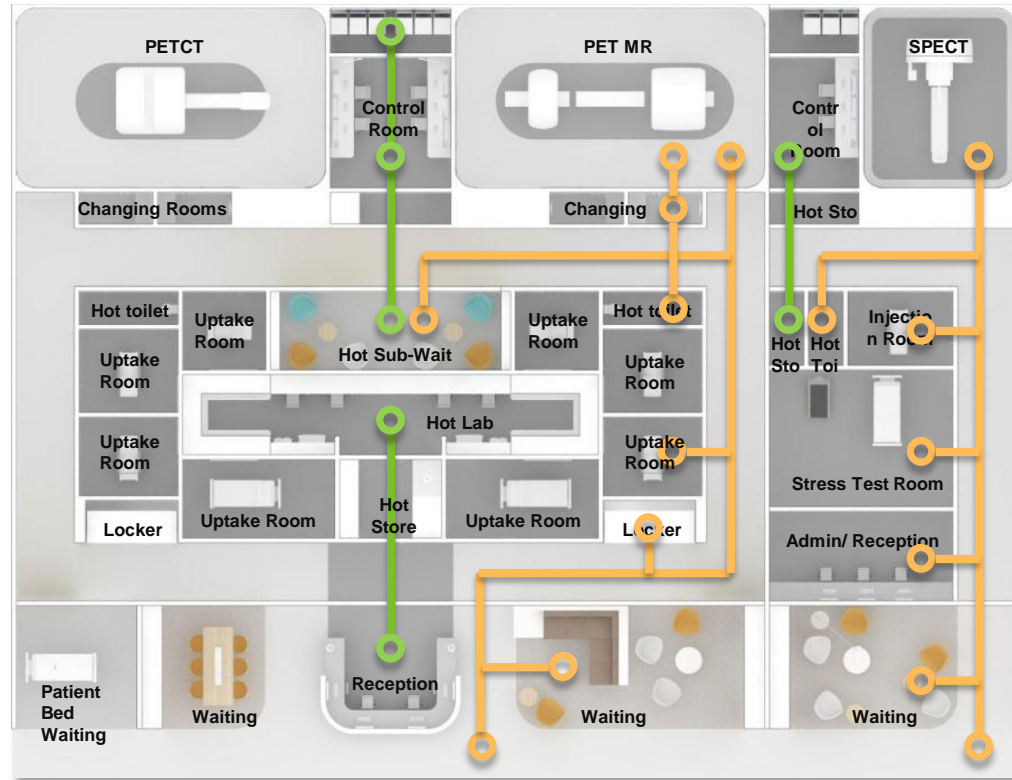 PETCT
PET MR
SPECT
Control
Room
Contr
ol
Room
Changing Rooms
Changing
Hot Sto
Hot toilet
Uptake
Room
Hot Sub-Wait
Uptake
Room
Hot toilet
Hot
Sto
Hot
Toi
Injectio
n Room
Uptake
Room
Uptake
Room
Hot Lab
Uptake
Room
Uptake
Room
Stress Test Room
Locker
Uptake Room
Hot
Store
Uptake Room
Locker
Admin/ Reception
Patient
Bed
Waiting
Waiting
Reception
Waiting
Waiting